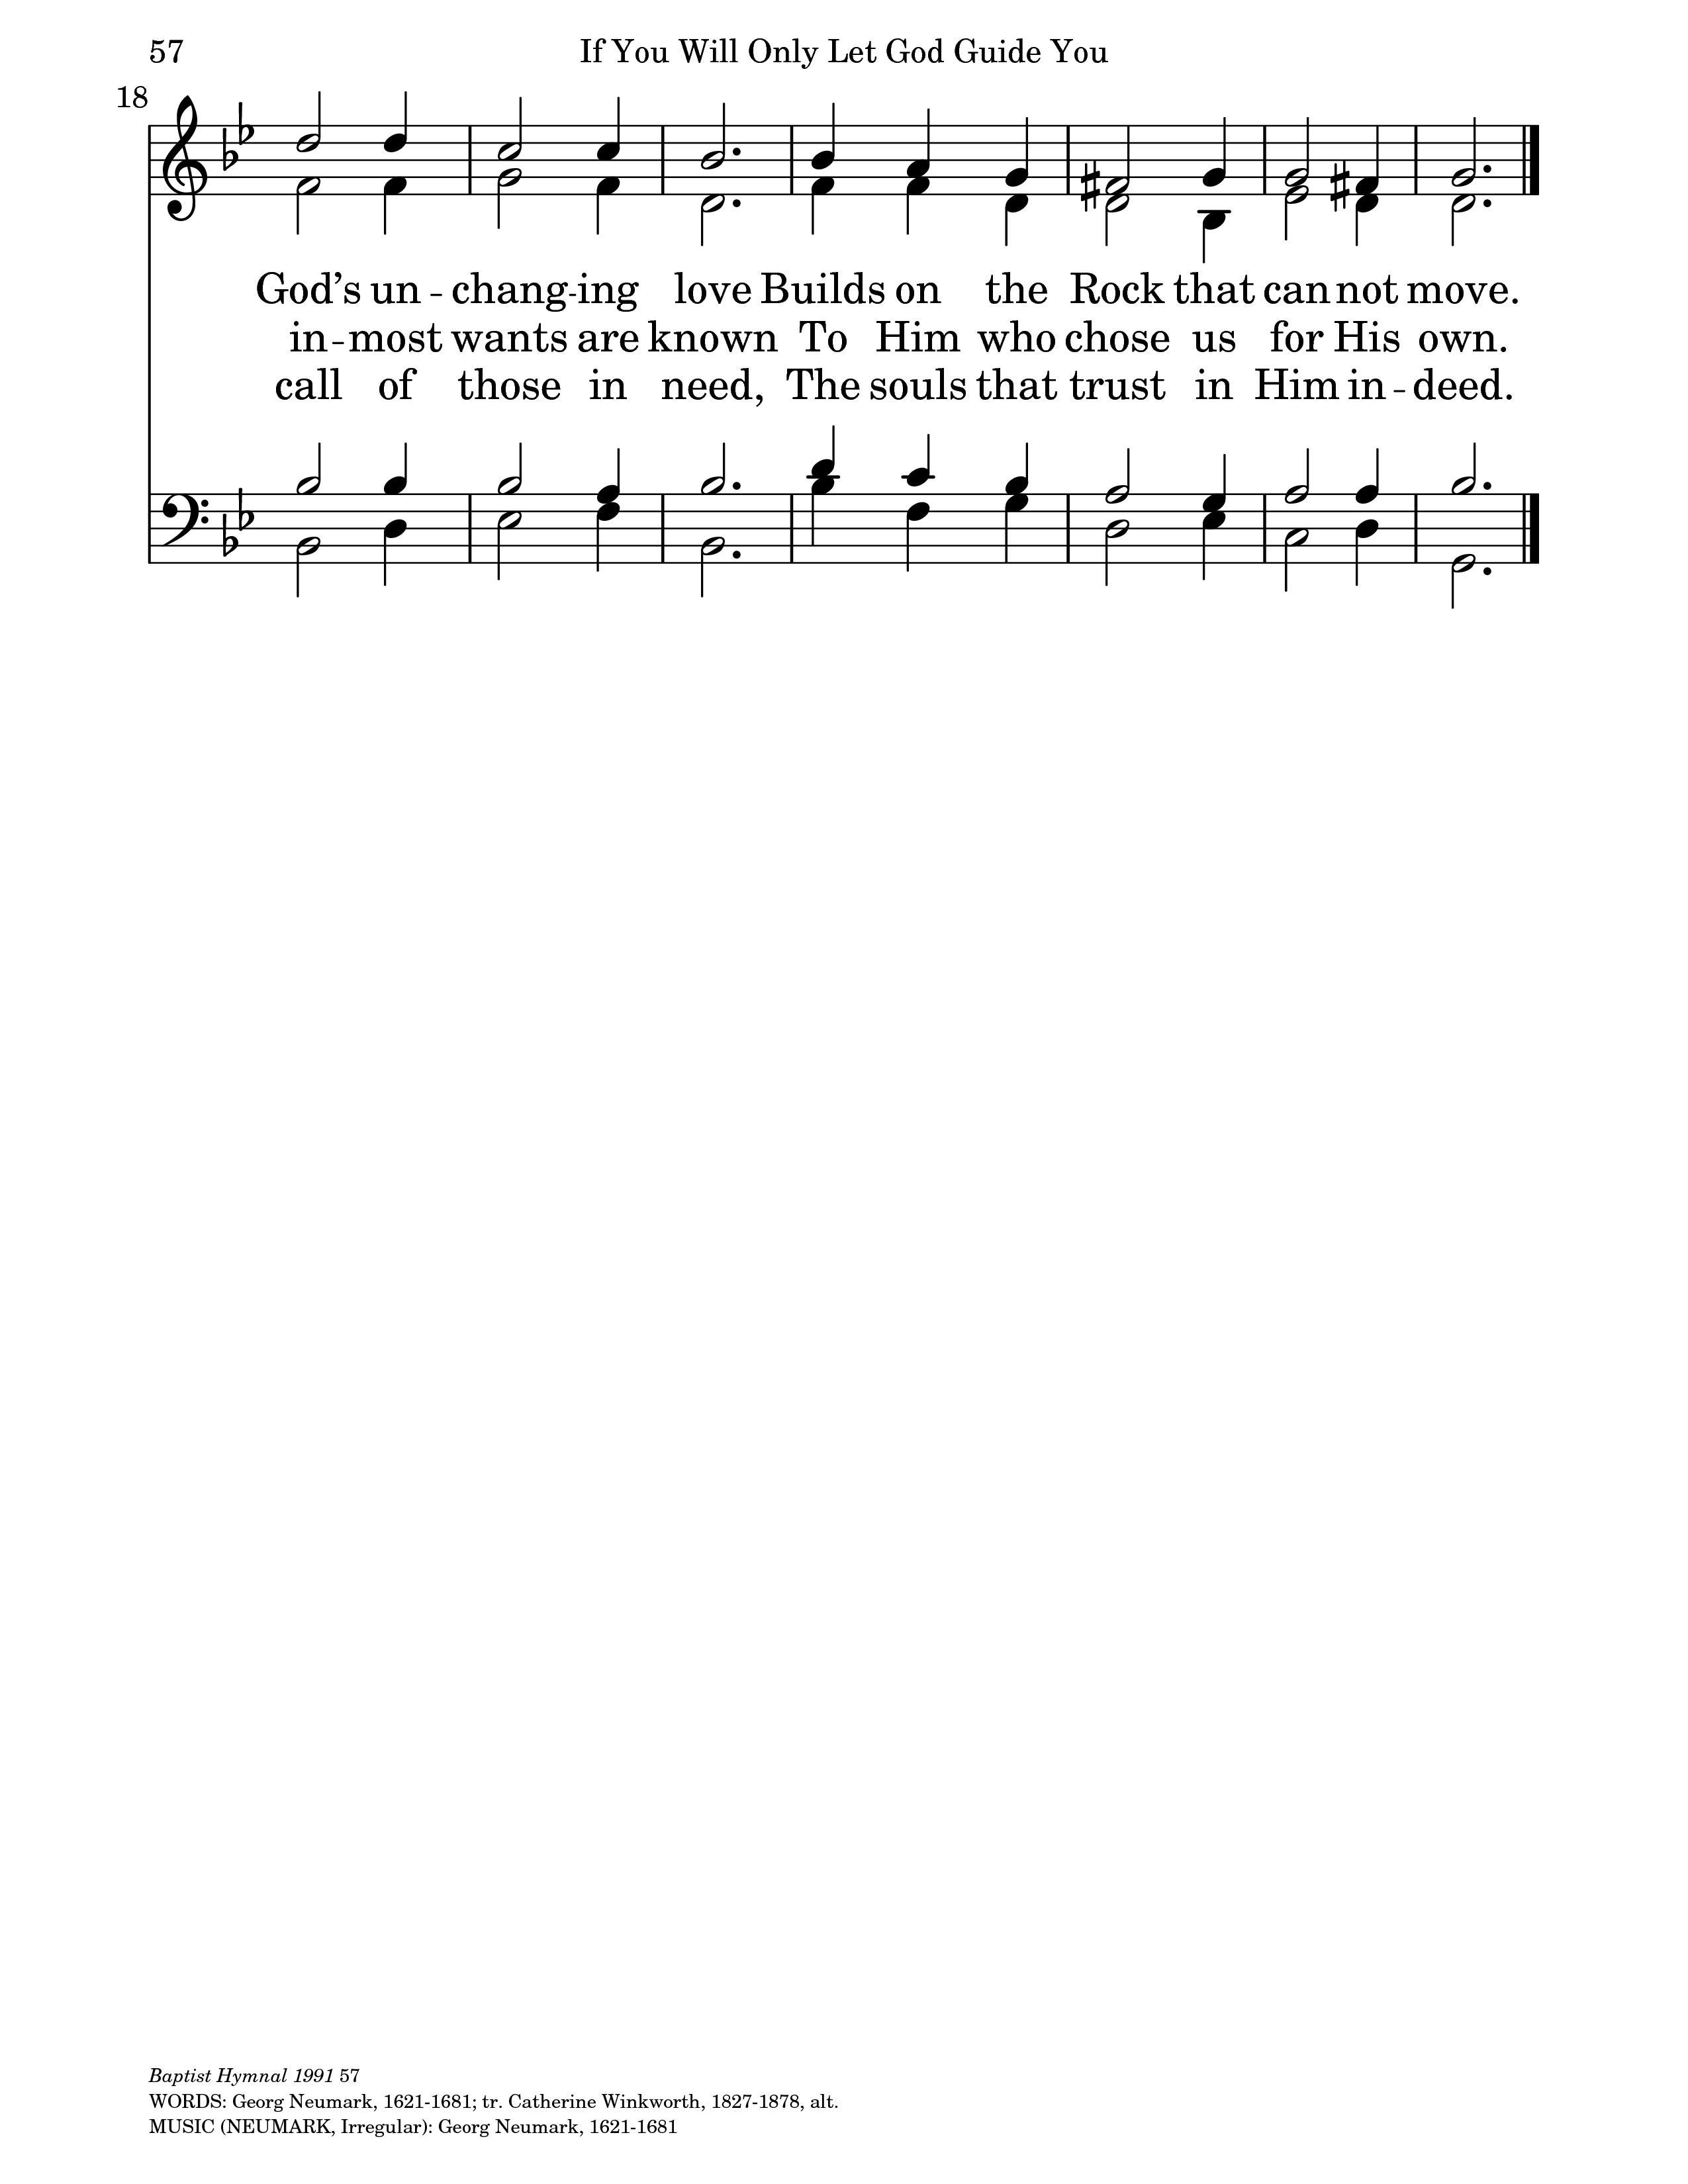 57 If You Will Only Let God Guide You
18
God’s un - chang - ing love Builds on the Rock that cannot move.
in - most wants are known To Him who chose us for His own.
call of those in need, The souls that trust in Him in - deed.
Baptist Hymnal 1991 57
WORDS: Georg Neumark, 1621-1681; tr. Catherine Winkworth, 1827-1878, alt.
MUSIC (NEUMARK, Irregular): Georg Neumark, 1621-1681